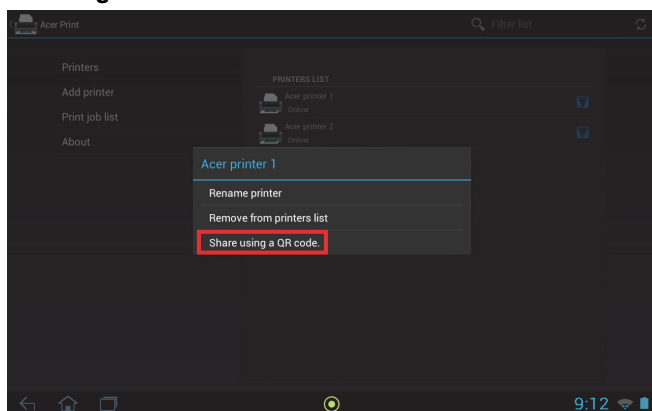 Acer Print
Filter list
Printers
Add printer
Print job list
About
PRINTERS LIST
Acer printer 1
Online
Acer printer 2
Online
Acer printer 1
Rename printer
Remove from printers list
Share using a QR code.
9:12